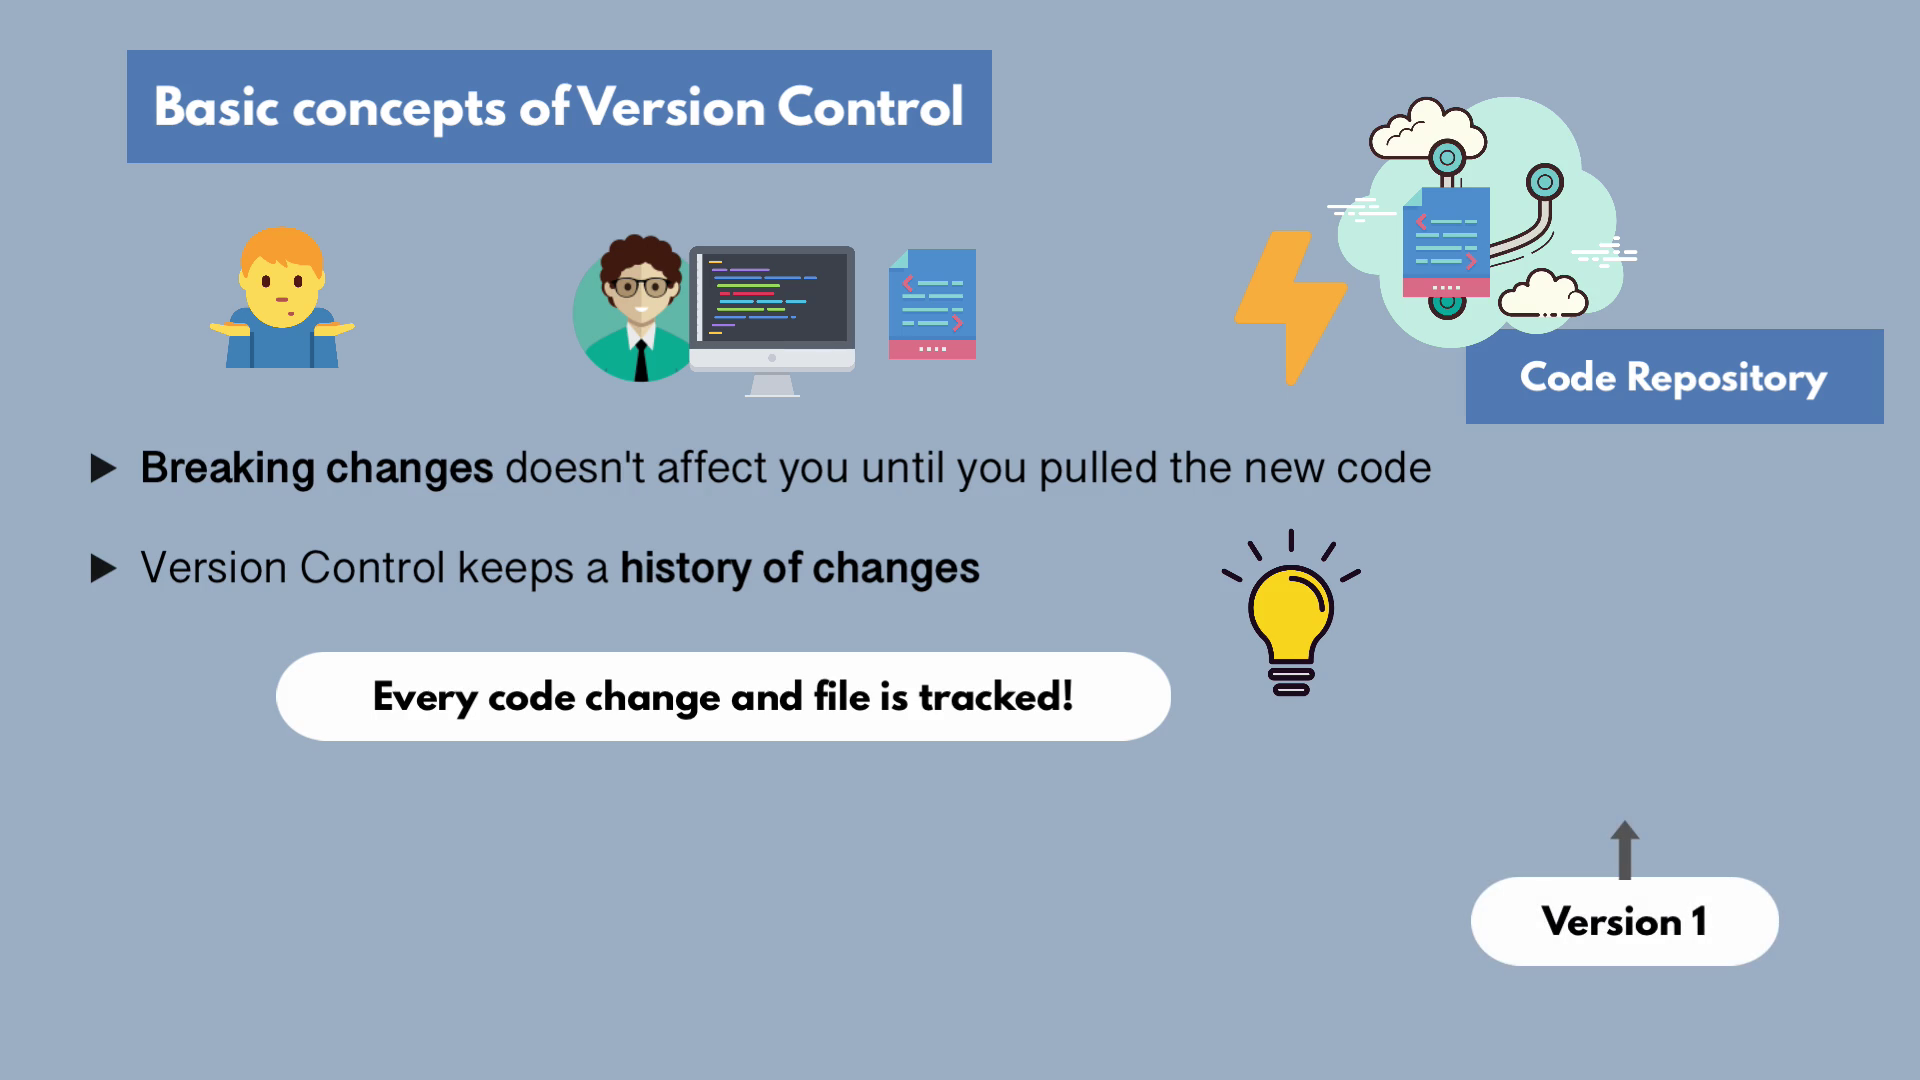 Basic concepts of Version Control
Code Repository
Breaking changes doesn't affect you until you pulled the new code
Version Control keeps a history of changes
Every code change and file is tracked!
Version 1